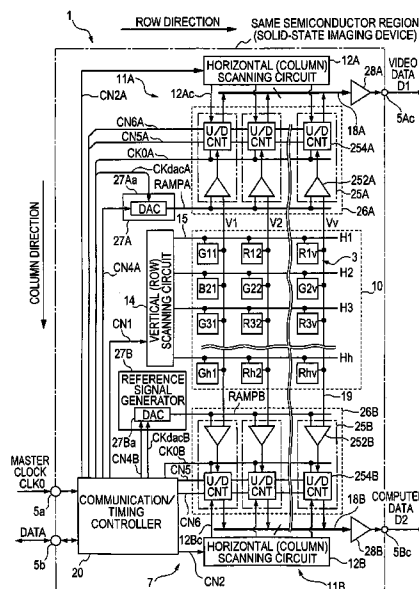 1
ROW DIRECTION
SAME SEMICONDUCTOR REGION
(SOLID-STATE IMAGING DEVICE)
VIDEO DATA
D1
CN2A
11A
12Ac
HORIZONTAL (COLUMN)
SCANNING CIRCUIT
12A
28A
18A
5Ac
CN6A
CN5A
CK0A
CKdacA
27Aa
RAMPA
U/D CNT
U/D CNT
U/D CNT
254A
252A
25A
26A
DAC
27A
15
V1
V2
Vv
COLUMN DIRECTION
CN4A
14
VERTICAL (ROW)
SCANNING CIRCUIT
CN1
G11
R12
R1v
H1
3
B21
G22
G2v
H2
10
G31
R32
R3v
H3
Gh1
Rh2
Rhv
Hh
27B
REFERENCE SIGNAL
GENERATOR
DAC
27Ba
RAMPB
19
26B
25B
252B
CKdacB
CN4B
CK0B
CN5
U/D CNT
U/D CNT
U/D CNT
254B
MASTER
CLOCK
CLK0
5a
DATA
5b
COMMUNICATION/
TIMING
CONTROLLER
20
CN6
12Bc
CN2
7
HORIZONTAL (COLUMN)
SCANNING CIRCUIT
12B
11B
18B
28B
COMPUTED
DATA D2
5Bc